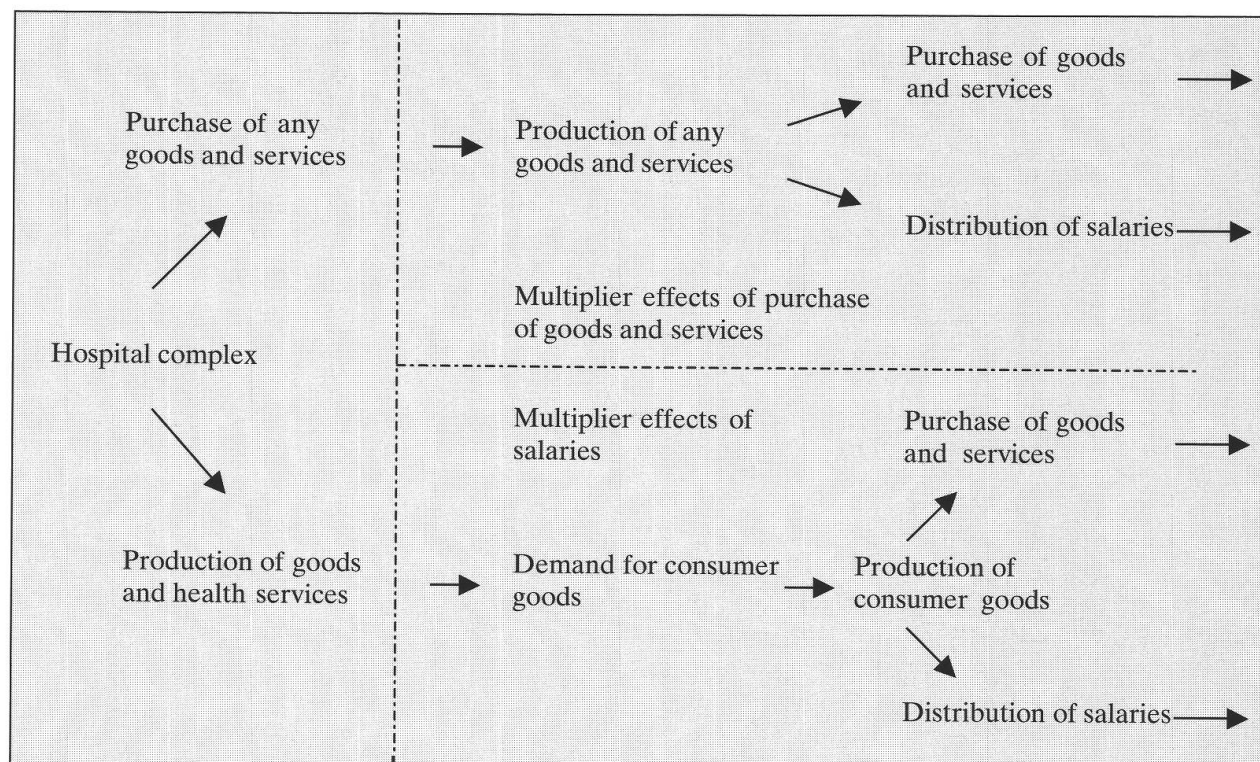 Purchase of any
goods and services
Hospital complex
Production of goods
and health services
Production of any
goods and services
Purchase of goods
and services
Distribution of salaries
Multiplier effects of purchase
of goods and services
Multiplier effects of
salaries
Demand for consumer
goods
Production of
consumer goods
Purchase of goods
and services
Distribution of salaries